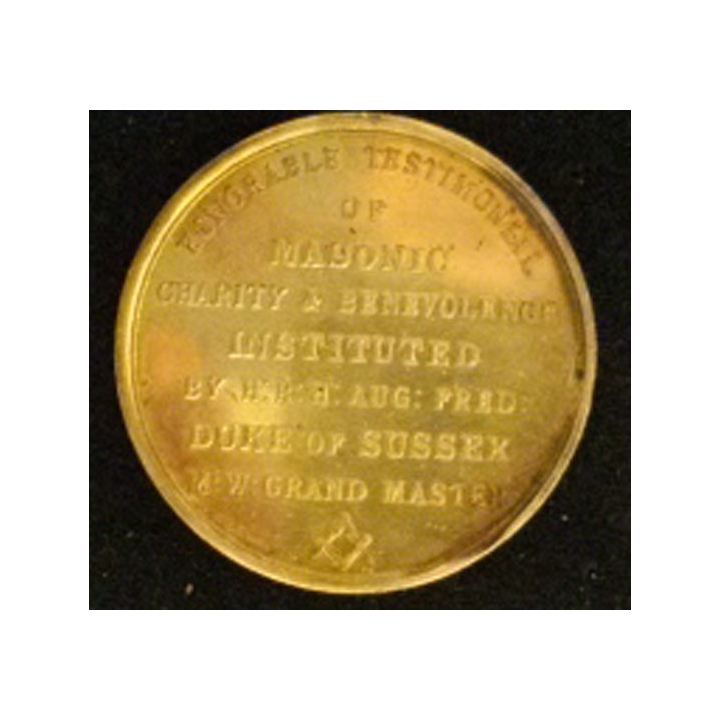 HONORABLE TESTIMONIAL
OF
MASONIC
CHARITY & BENEVOLENCE
INSTITUTED
BY H: R: H: AUG: FRED:
DUKE OF SUSSEX
M: W: GRAND MASTER